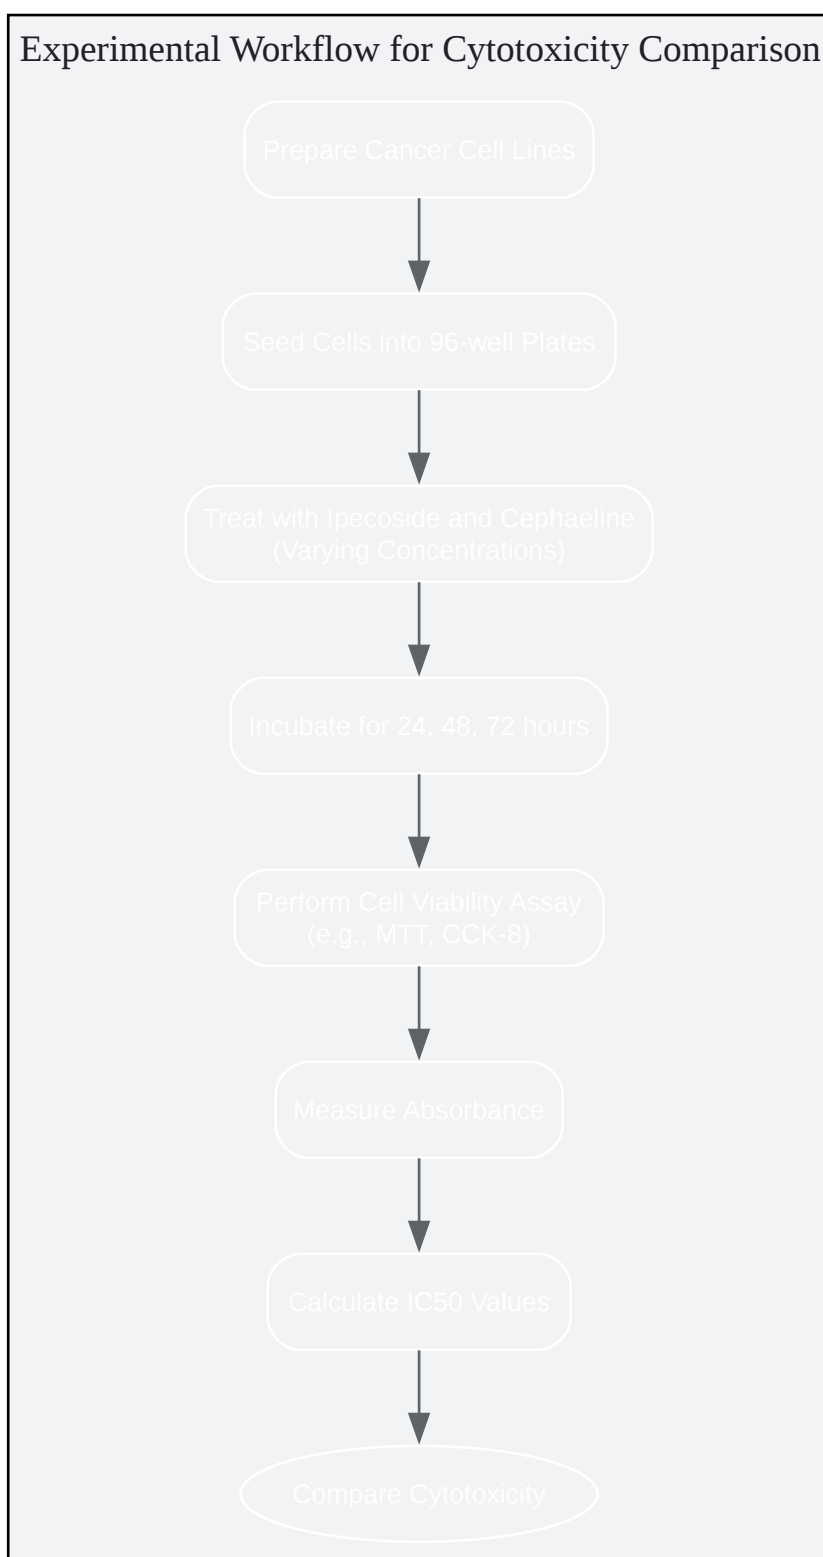 Experimental Workflow for Cytotoxicity Comparison
Prepare Cancer Cell Lines
Seed Cells into 96-well Plates
Treat with Ipecoside and Cephaeline
(Varying Concentrations)
Incubate for 24, 48, 72 hours
Perform Cell Viability Assay
(e.g., MTT, CCK-8)
Measure Absorbance
Calculate IC50 Values
Compare Cytotoxicity